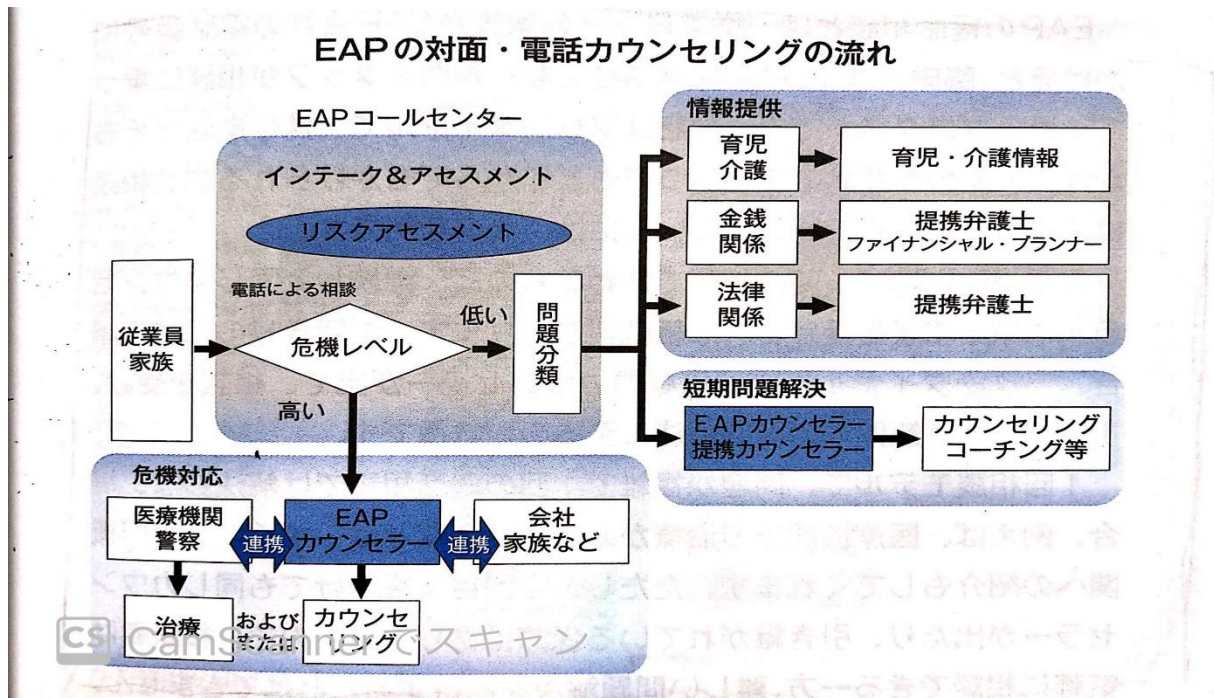 EAPの対面・電話カウンセリングの流れ
EAPコールセンター
インテーク&アセスメント
リスクアセスメント
電話による相談
従業員
家族
危機レベル
低い
高い
問題分類
情報提供
育児
介護
育児・介護情報
金銭
関係
提携弁護士
ファイナンシャル・プランナー
法律
関係
提携弁護士
短期問題解決
EAPカウンセラー
提携カウンセラー
カウンセリング
コーチング等
危機対応
医療機関
警察
連携
EAP
カウンセラー
連携
会社
家族など
治療
および
または
カウンセ
リング
CS CamScannerでスキャン